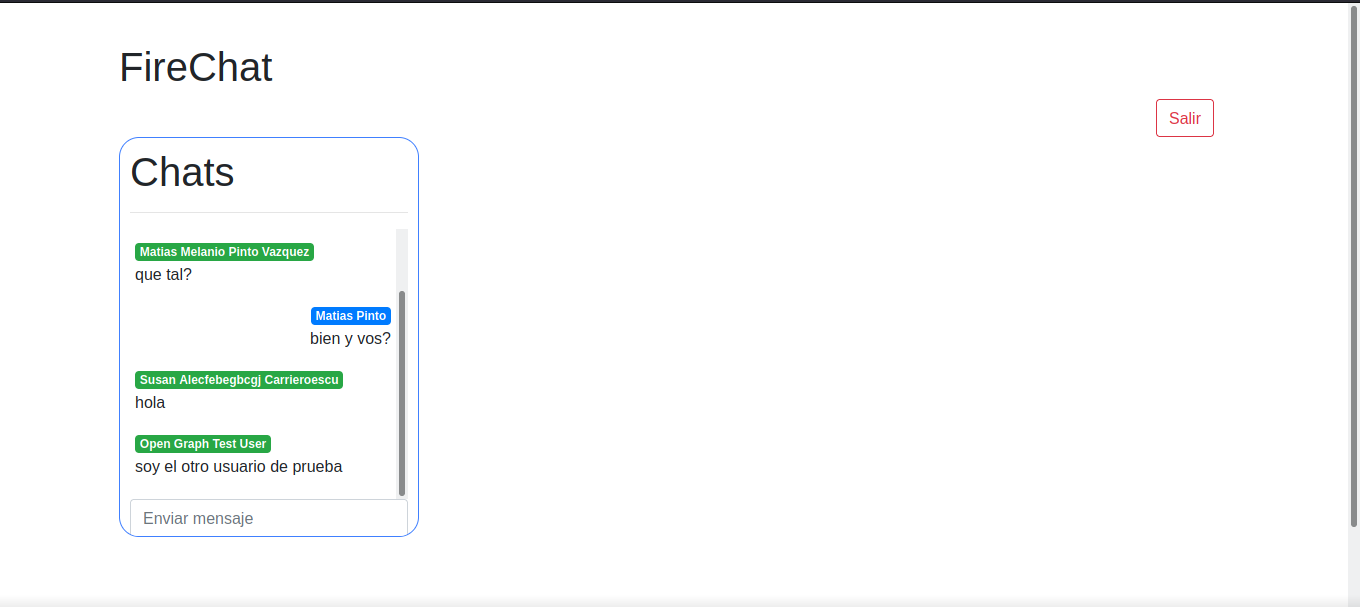 FireChat
Salir
Chats
Matias Melanio Pinto Vazquez
que tal?
Matias Pinto
bien y vos?
Susan Alecfebegbcgj Carrieroescu
hola
Open Graph Test User
soy el otro usuario de prueba
Enviar mensaje